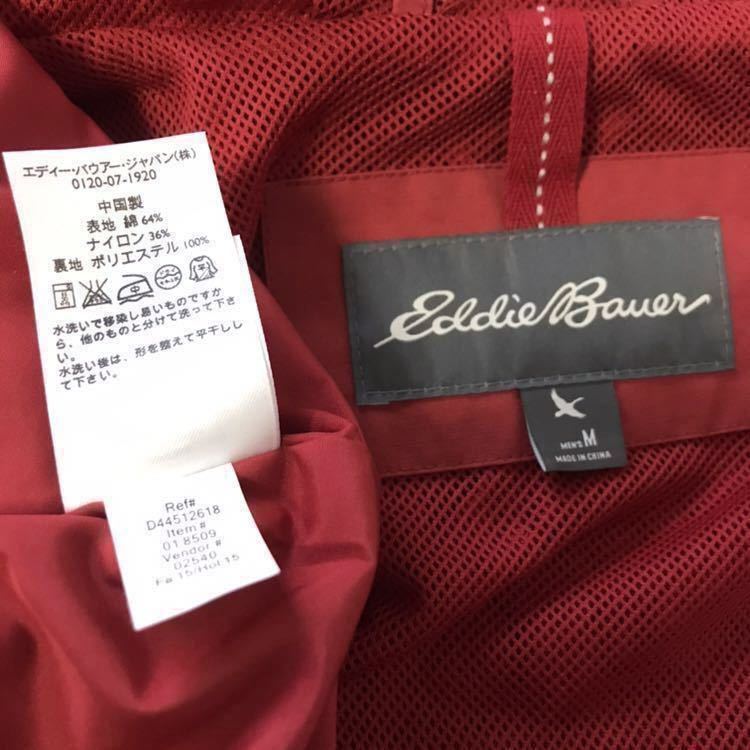 エディー・バウアー・ジャパン(株)
0120-07-1920
中国製
表地 綿 64%
ナイロン 36%
裏地 ポリエステル 100%
水洗いで移染し易いものですか
ら、他のものと分けて洗って下さ
い。
水洗い後は、形を整えて平干しし
て下さい。
Ref#
D44512618
Item #
01 8509
Vendor #
02540
Fa 15/Hol 15
Eddie Bauer
MEN'S M
MADE IN CHINA